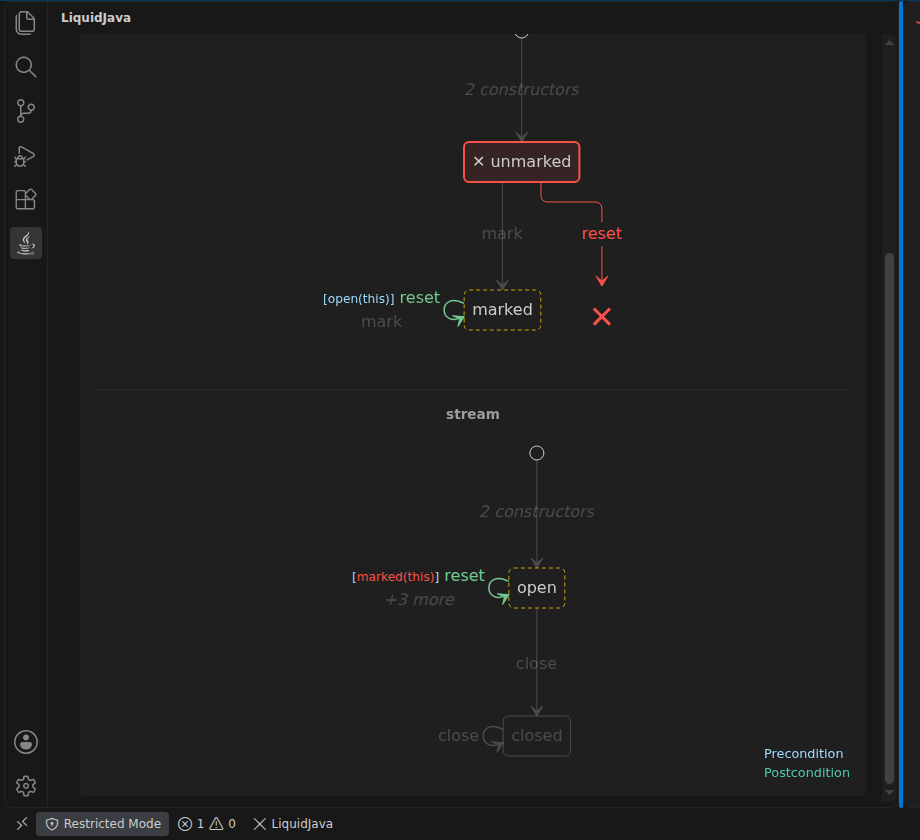 LiquidJava
2 constructors
✕ unmarked
mark
reset
[open(this)] reset
mark
marked
stream
2 constructors
[marked(this)] reset
+3 more
open
close
close
closed
Precondition
Postcondition
Restricted Mode
1
0
LiquidJava